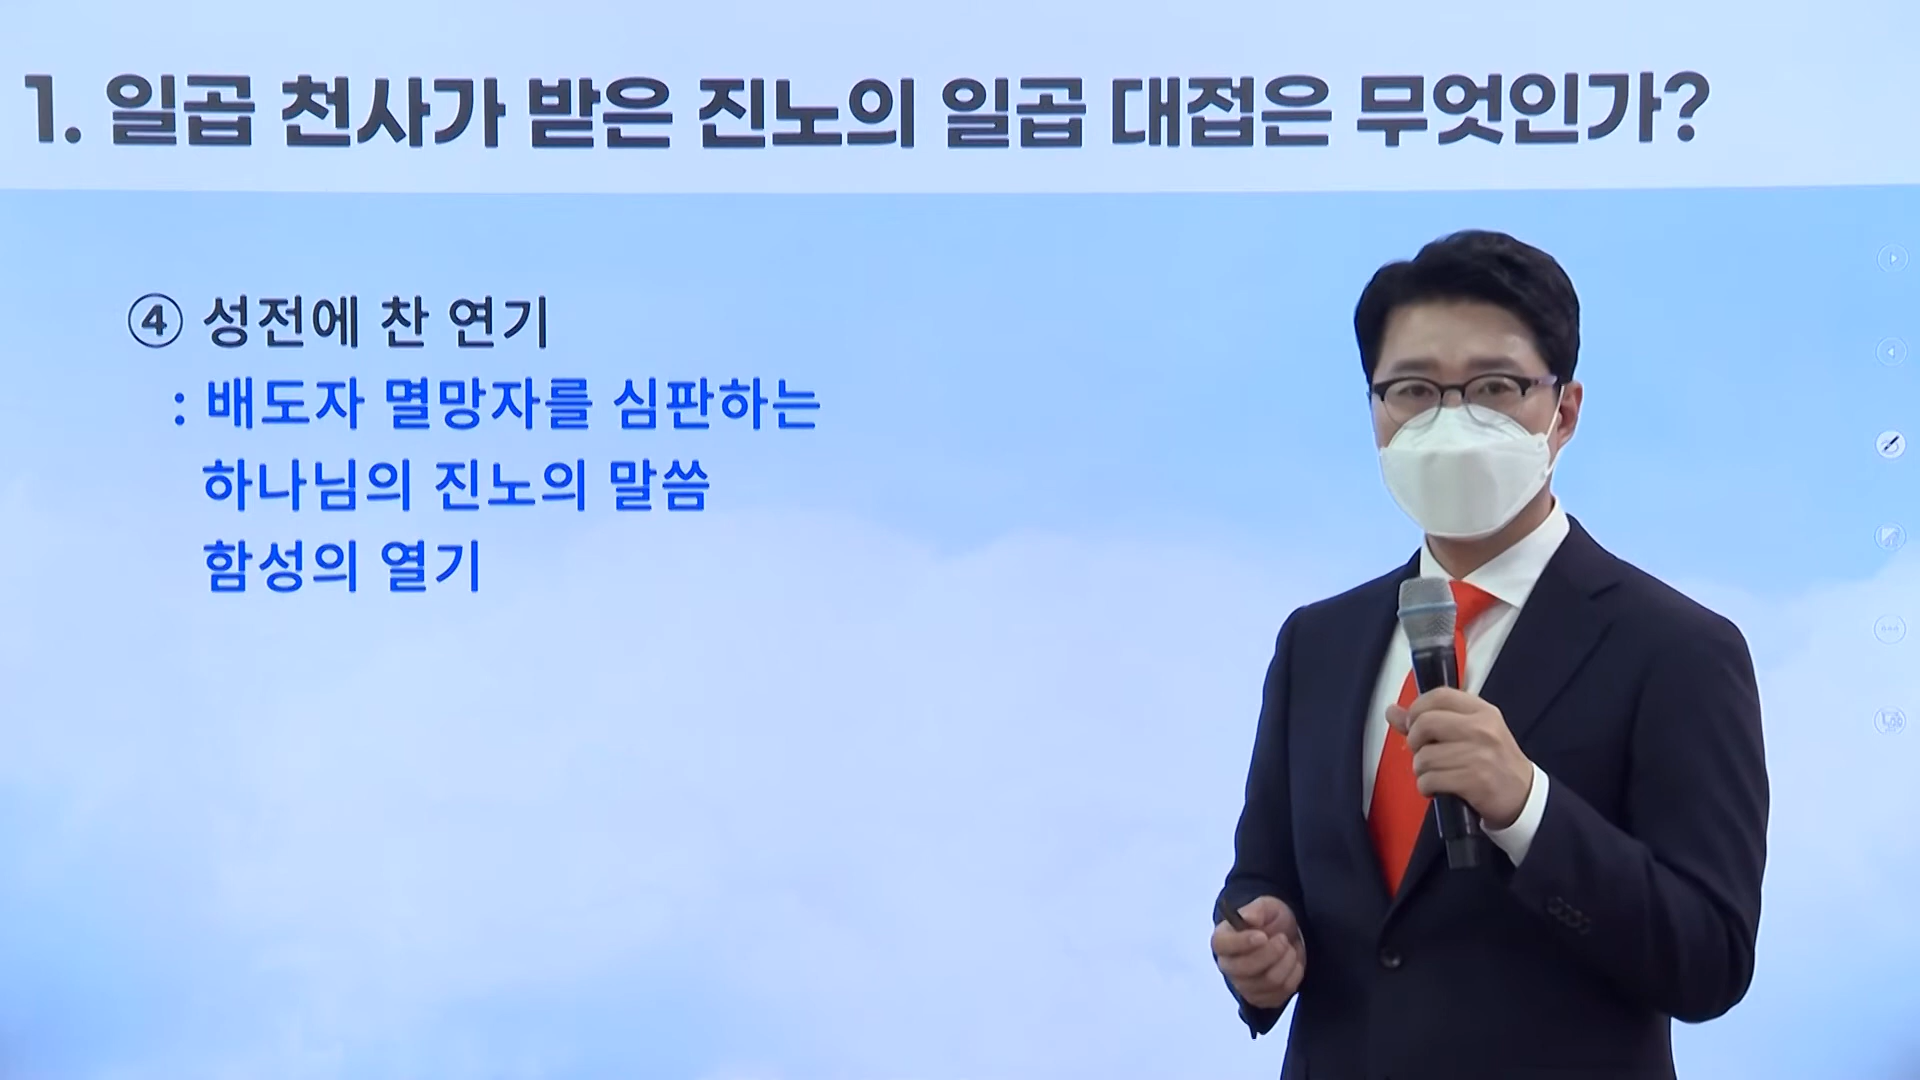 1. 일곱 천사가 받은 진노의 일곱 대접은 무엇인가?
④ 성전에 찬 연기
: 배도자 멸망자를 심판하는
하나님의 진노의 말씀
함성의 열기